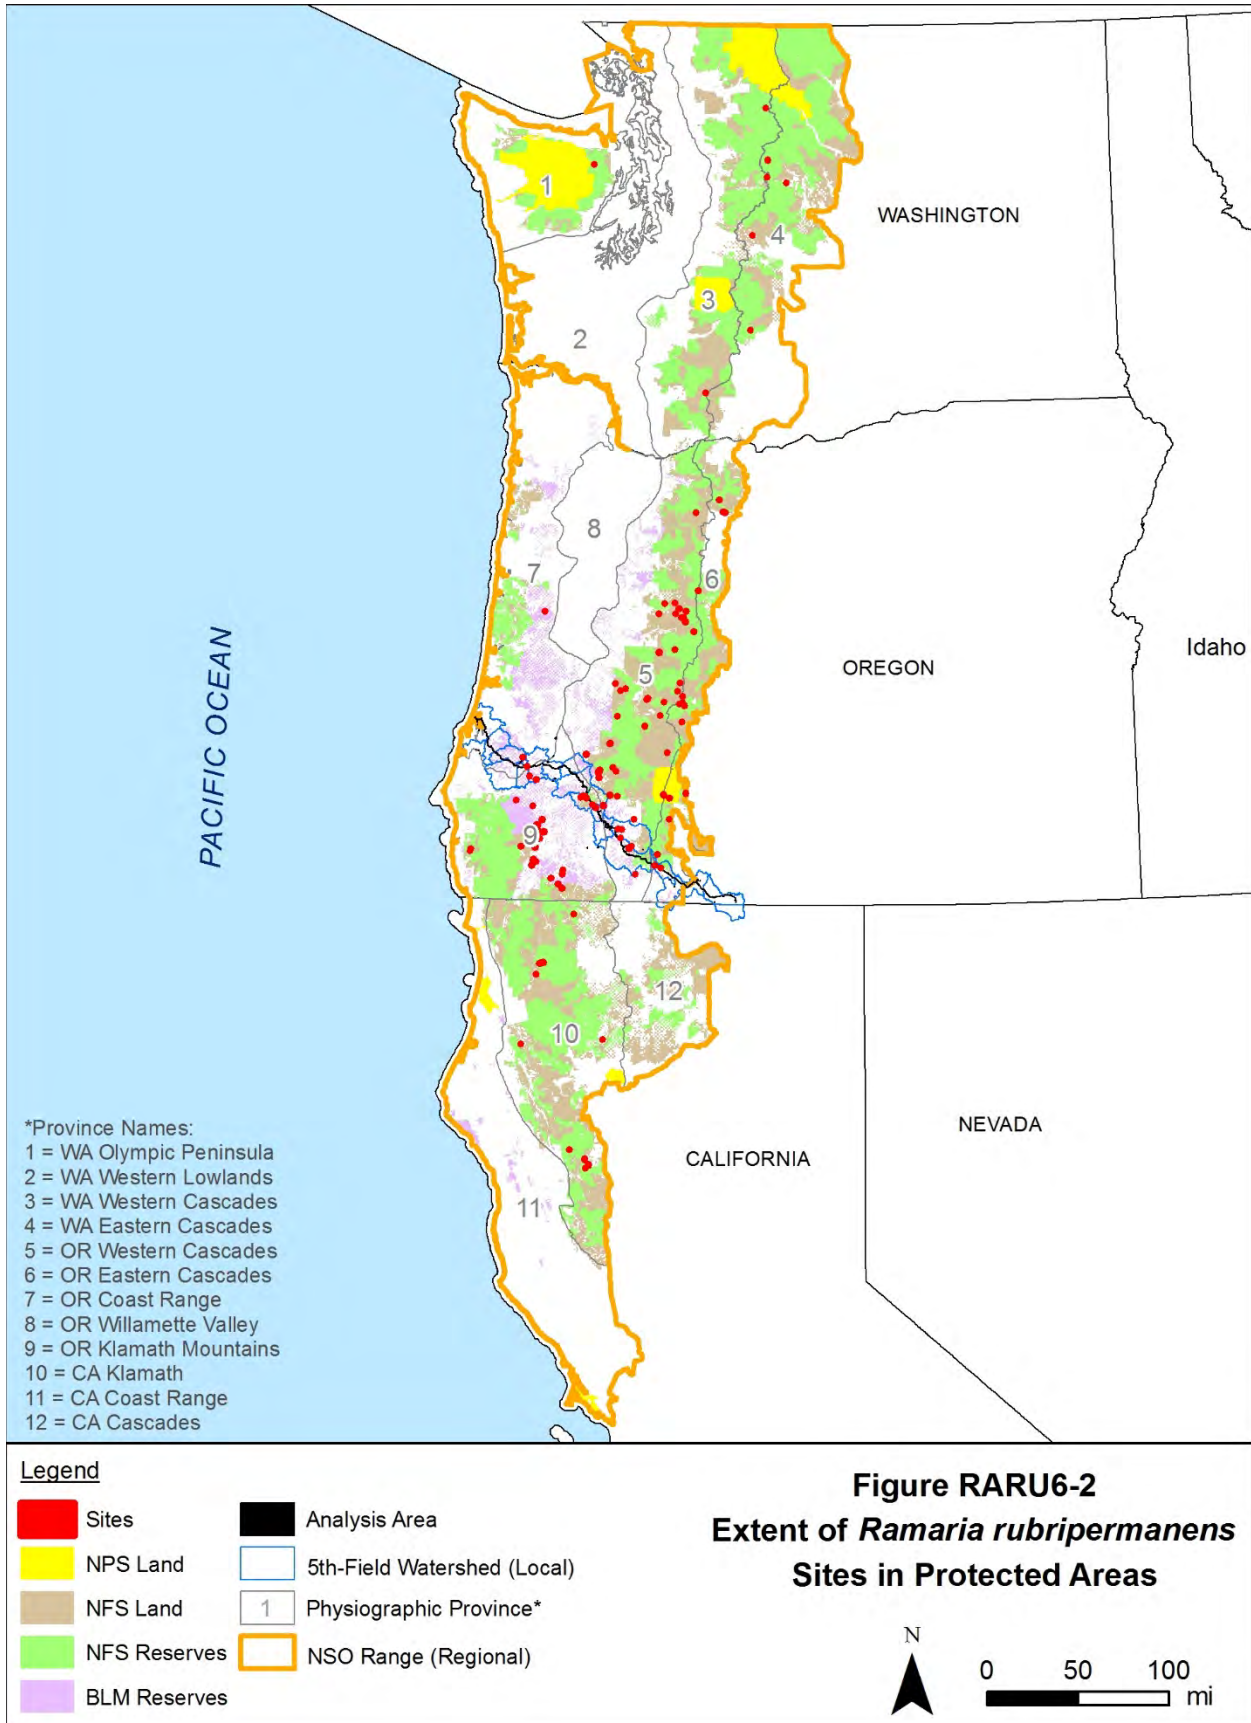 1
WASHINGTON
4
3
2
8
7
6
PACIFIC OCEAN
Idaho
OREGON
5
9
12
10
NEVADA
CALIFORNIA
11
*Province Names:
1 = WA Olympic Peninsula
2 = WA Western Lowlands
3 = WA Western Cascades
4 = WA Eastern Cascades
5 = OR Western Cascades
6 = OR Eastern Cascades
7 = OR Coast Range
8 = OR Willamette Valley
9 = OR Klamath Mountains
10 = CA Klamath
11 = CA Coast Range
12 = CA Cascades
Legend
Sites
NPS Land
NFS Land
NFS Reserves
BLM Reserves
Analysis Area
5th-Field Watershed (Local)
1 Physiographic Province*
NSO Range (Regional)
Figure RARU6-2
Extent of Ramaria rubripermanens
Sites in Protected Areas
N
0 50 100
mi